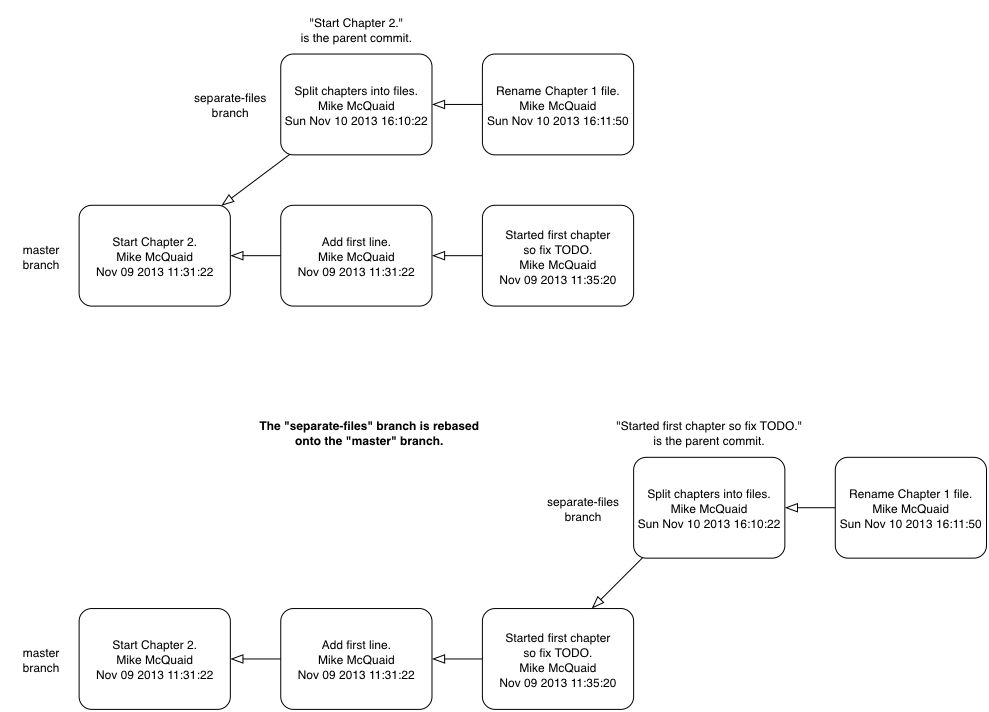 "Start Chapter 2."
is the parent commit.
separate-files
branch
Split chapters into files.
Mike McQuaid
Sun Nov 10 2013 16:10:22
Rename Chapter 1 file.
Mike McQuaid
Sun Nov 10 2013 16:11:50
master
branch
Start Chapter 2.
Mike McQuaid
Nov 09 2013 11:31:22
Add first line.
Mike McQuaid
Nov 09 2013 11:31:22
Started first chapter
so fix TODO.
Mike McQuaid
Nov 09 2013 11:35:20
The "separate-files" branch is rebased
onto the "master" branch.
"Started first chapter so fix TODO."
is the parent commit.
separate-files
branch
Split chapters into files.
Mike McQuaid
Sun Nov 10 2013 16:10:22
Rename Chapter 1 file.
Mike McQuaid
Sun Nov 10 2013 16:11:50
master
branch
Start Chapter 2.
Mike McQuaid
Nov 09 2013 11:31:22
Add first line.
Mike McQuaid
Nov 09 2013 11:31:22
Started first chapter
so fix TODO.
Mike McQuaid
Nov 09 2013 11:35:20